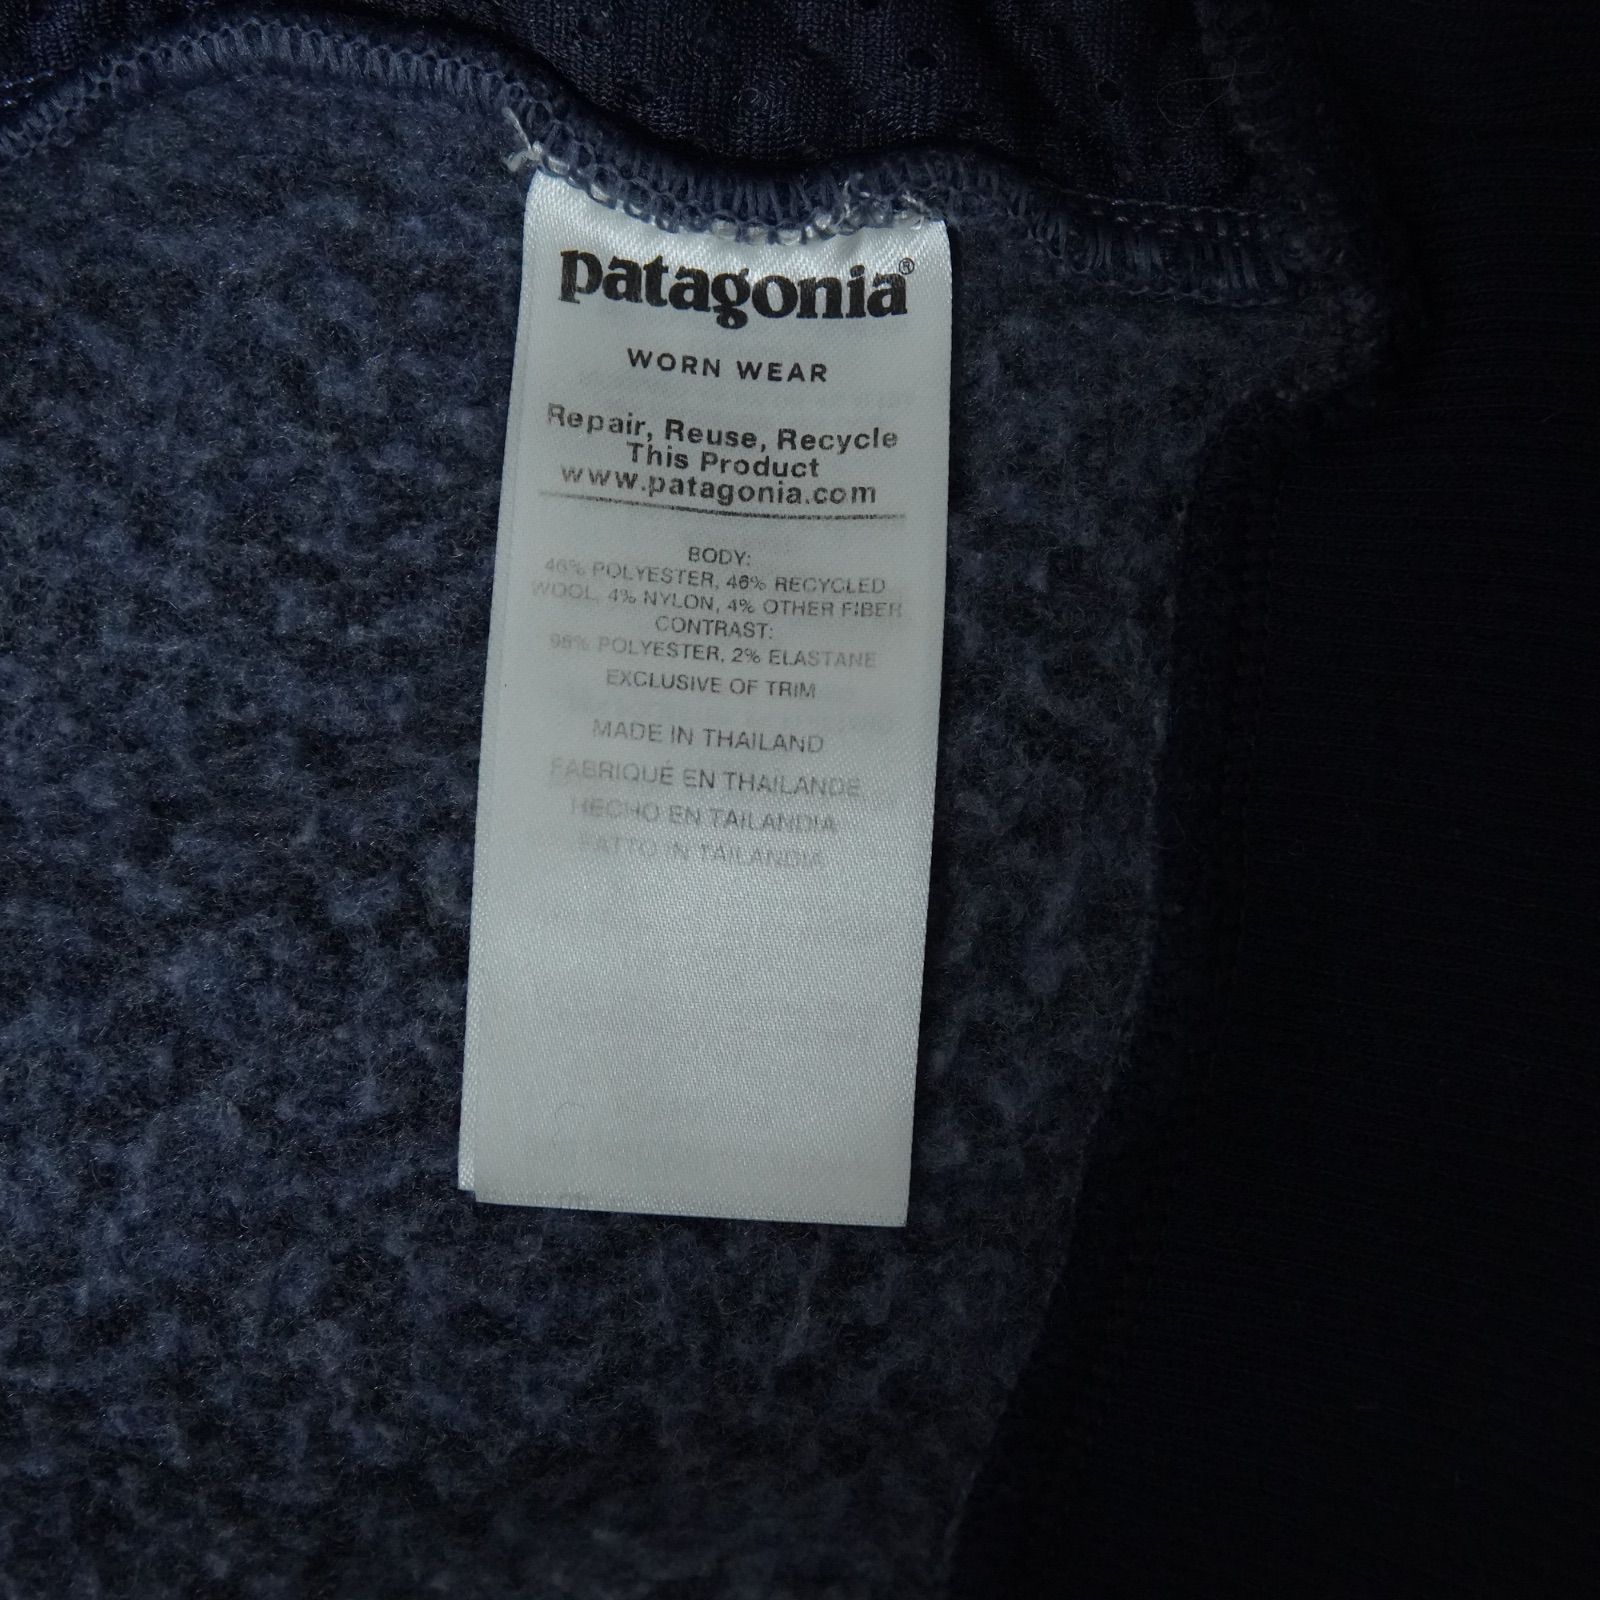 patagonia®
WORN WEAR
Repair, Reuse, Recycle
This Product
www.patagonia.com
BODY:
46% POLYESTER, 46% RECYCLED
WOOL, 4% NYLON, 4% OTHER FIBER
CONTRAST:
98% POLYESTER, 2% ELASTANE
EXCLUSIVE OF TRIM
MADE IN THAILAND
FABRIQUÉ EN THAILANDE
HECHO EN TAILANDIA
FATTO IN TAILANDIA